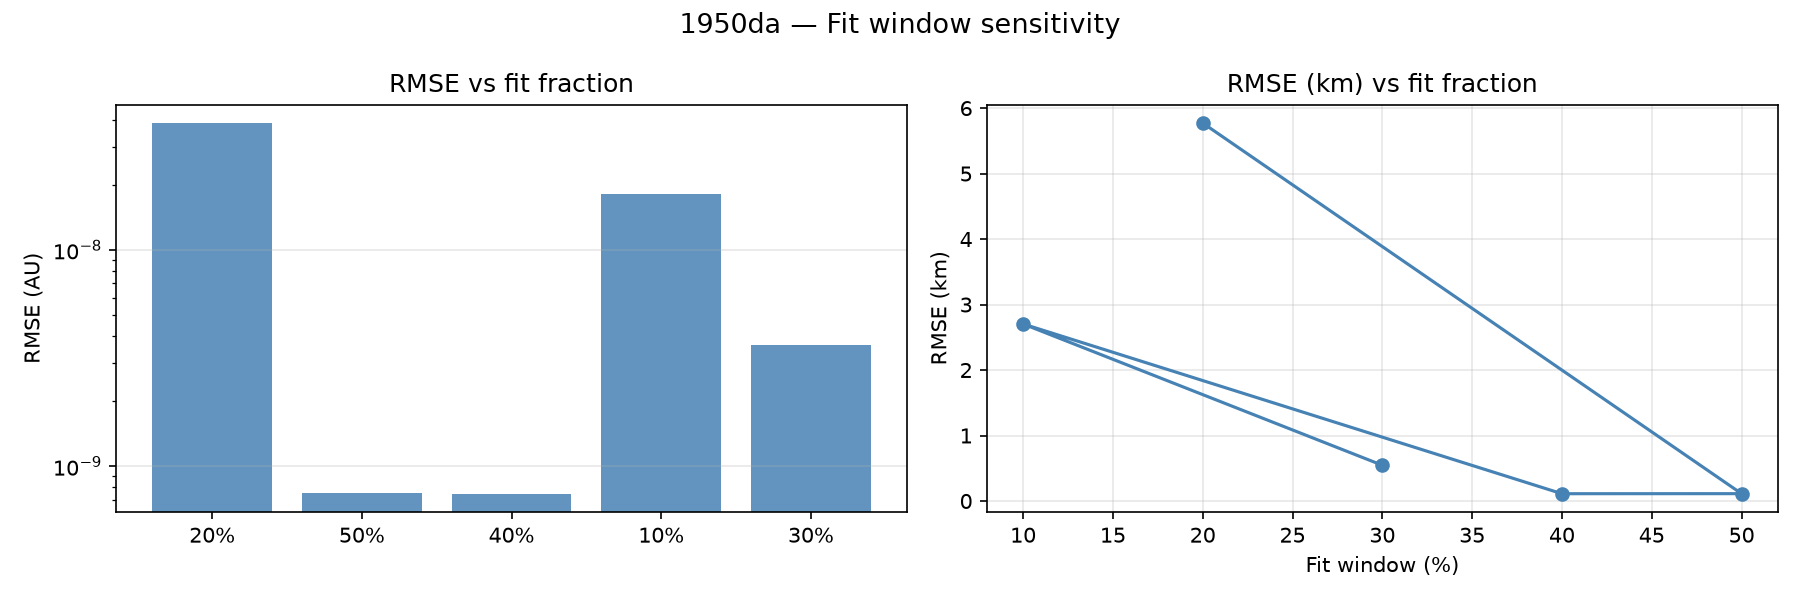 1950da — Fit window sensitivity
RMSE vs fit fraction
RMSE (AU)
10⁻⁸
10⁻⁹
20% 50% 40% 10% 30%
RMSE (km) vs fit fraction
RMSE (km)
6
5
4
3
2
1
0
10 15 20 25 30 35 40 45 50
Fit window (%)